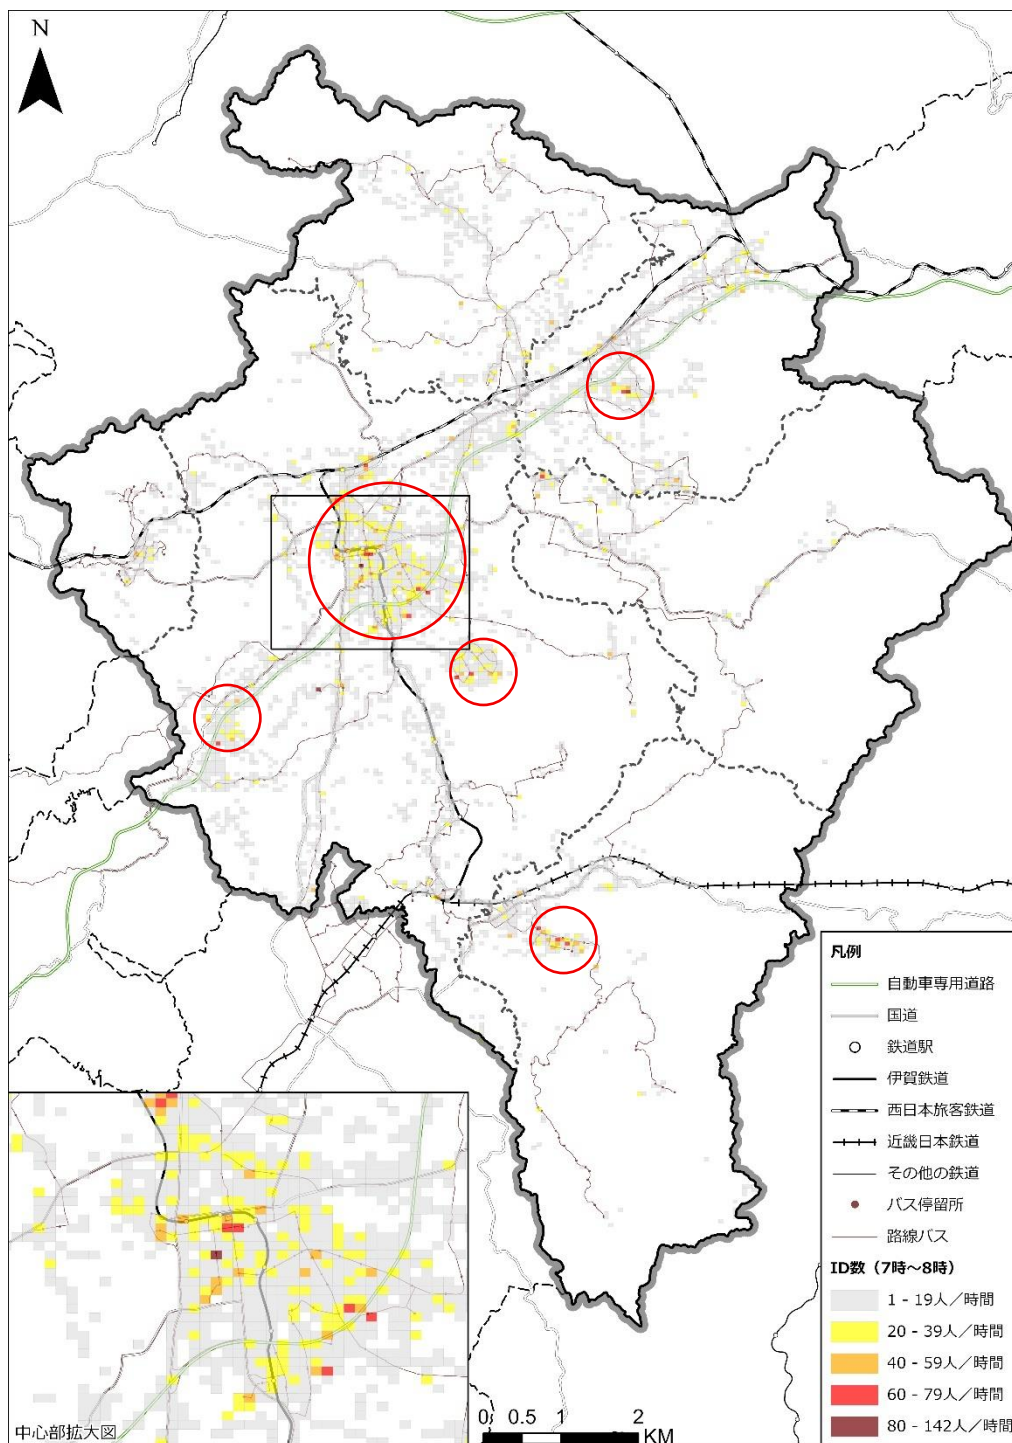 N
凡例
自動車専用道路
国道
鉄道駅
伊賀鉄道
西日本旅客鉄道
近畿日本鉄道
その他の鉄道
バス停留所
路線バス
ID数（7時～8時）
1 - 19人／時間
20 - 39人／時間
40 - 59人／時間
60 - 79人／時間
80 - 142人／時間
中心部拡大図
0 0.5 1 2
KM